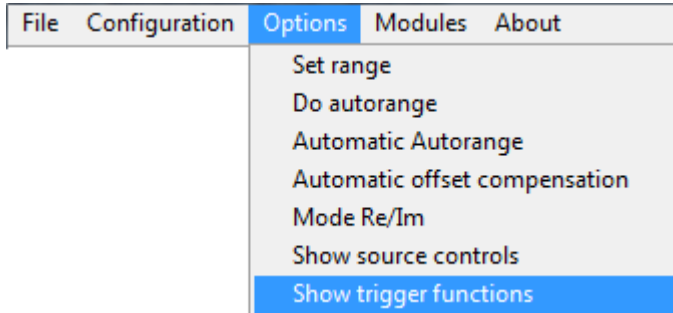 File Configuration Options Modules About
Set range
Do autorange
Automatic Autorange
Automatic offset compensation
Mode Re/Im
Show source controls
Show trigger functions